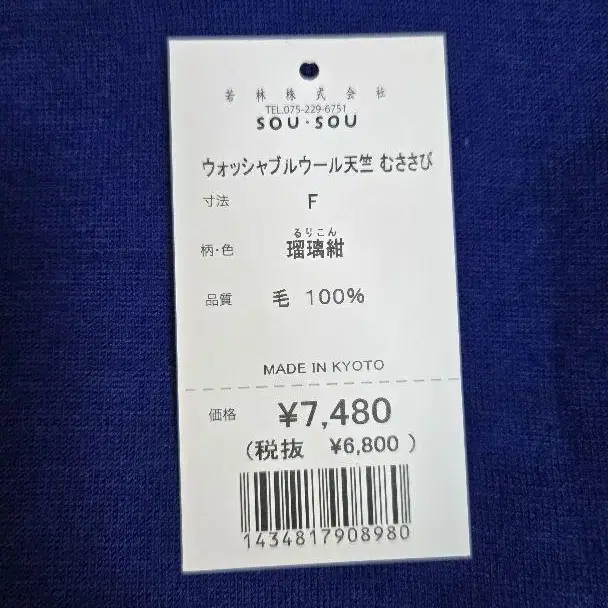 若林株式会社
TEL.075-229-6751
SOU・SOU
ウォッシャブルウール天竺 むささび
寸法 F
るりこん
柄・色 瑠璃紺
品質 毛 100%
MADE IN KYOTO
価格 ¥7,480
(税抜 ¥6,800 )
1434817908980